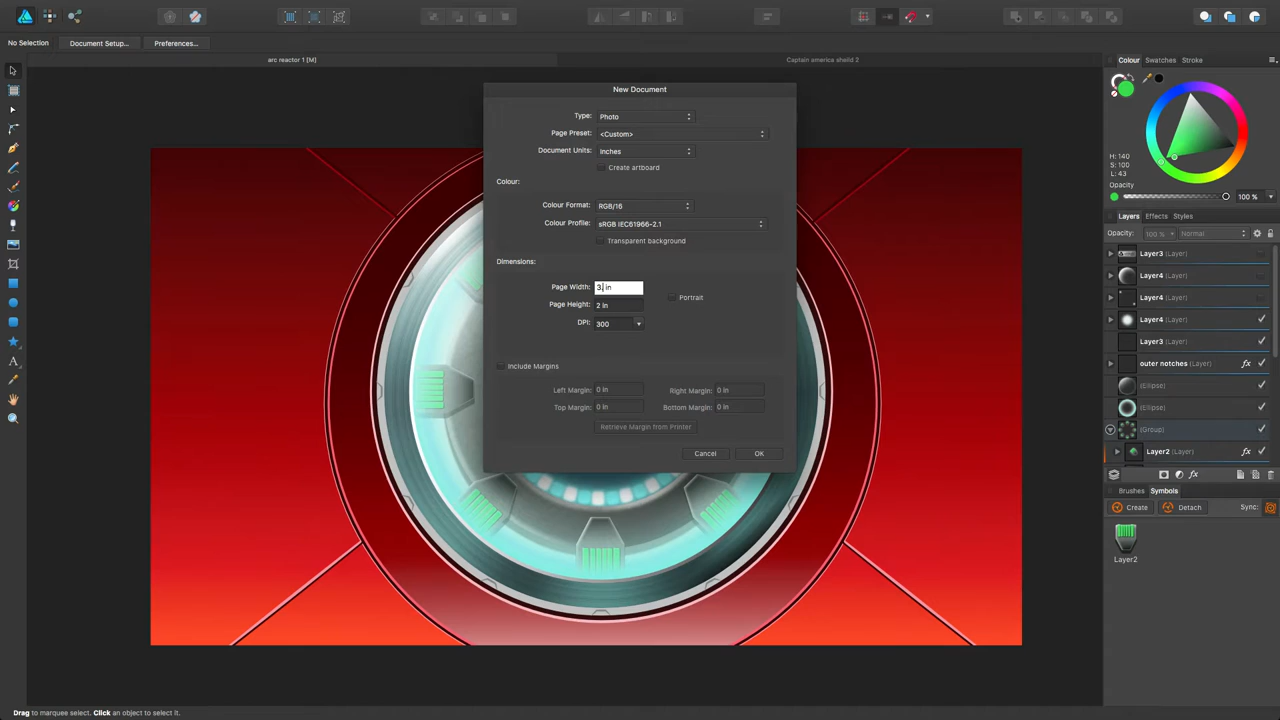 No Selection
Document Setup...
Preferences...
arc reactor 1 [M]
Captain america sheild 2
New Document
Type: Photo
Page Preset: <Custom>
Document Units: Inches
Create artboard
Colour:
Colour Format: RGB/16
Colour Profile: sRGB IEC61966-2.1
Transparent background
Dimensions:
Page Width: 3. in
Page Height: 2 in
Portrait
DPI: 300
Include Margins
Left Margin: 0 in Right Margin: 0 in
Top Margin: 0 in Bottom Margin: 0 in
Retrieve Margin from Printer
Cancel OK
Colour Swatches Stroke
H: 140
S: 100
L: 43
Opacity
100 %
Layers Effects Styles
Opacity: 100 % Normal
Layer3 (Layer)
Layer4 (Layer)
Layer4 (Layer)
Layer4 (Layer)
Layer3 (Layer)
outer notches (Layer) fx
(Ellipse)
(Ellipse)
(Group)
Layer2 (Layer) fx
fx
Brushes Symbols
Create Detach Sync:
Layer2
Drag to marquee select. Click an object to select it.